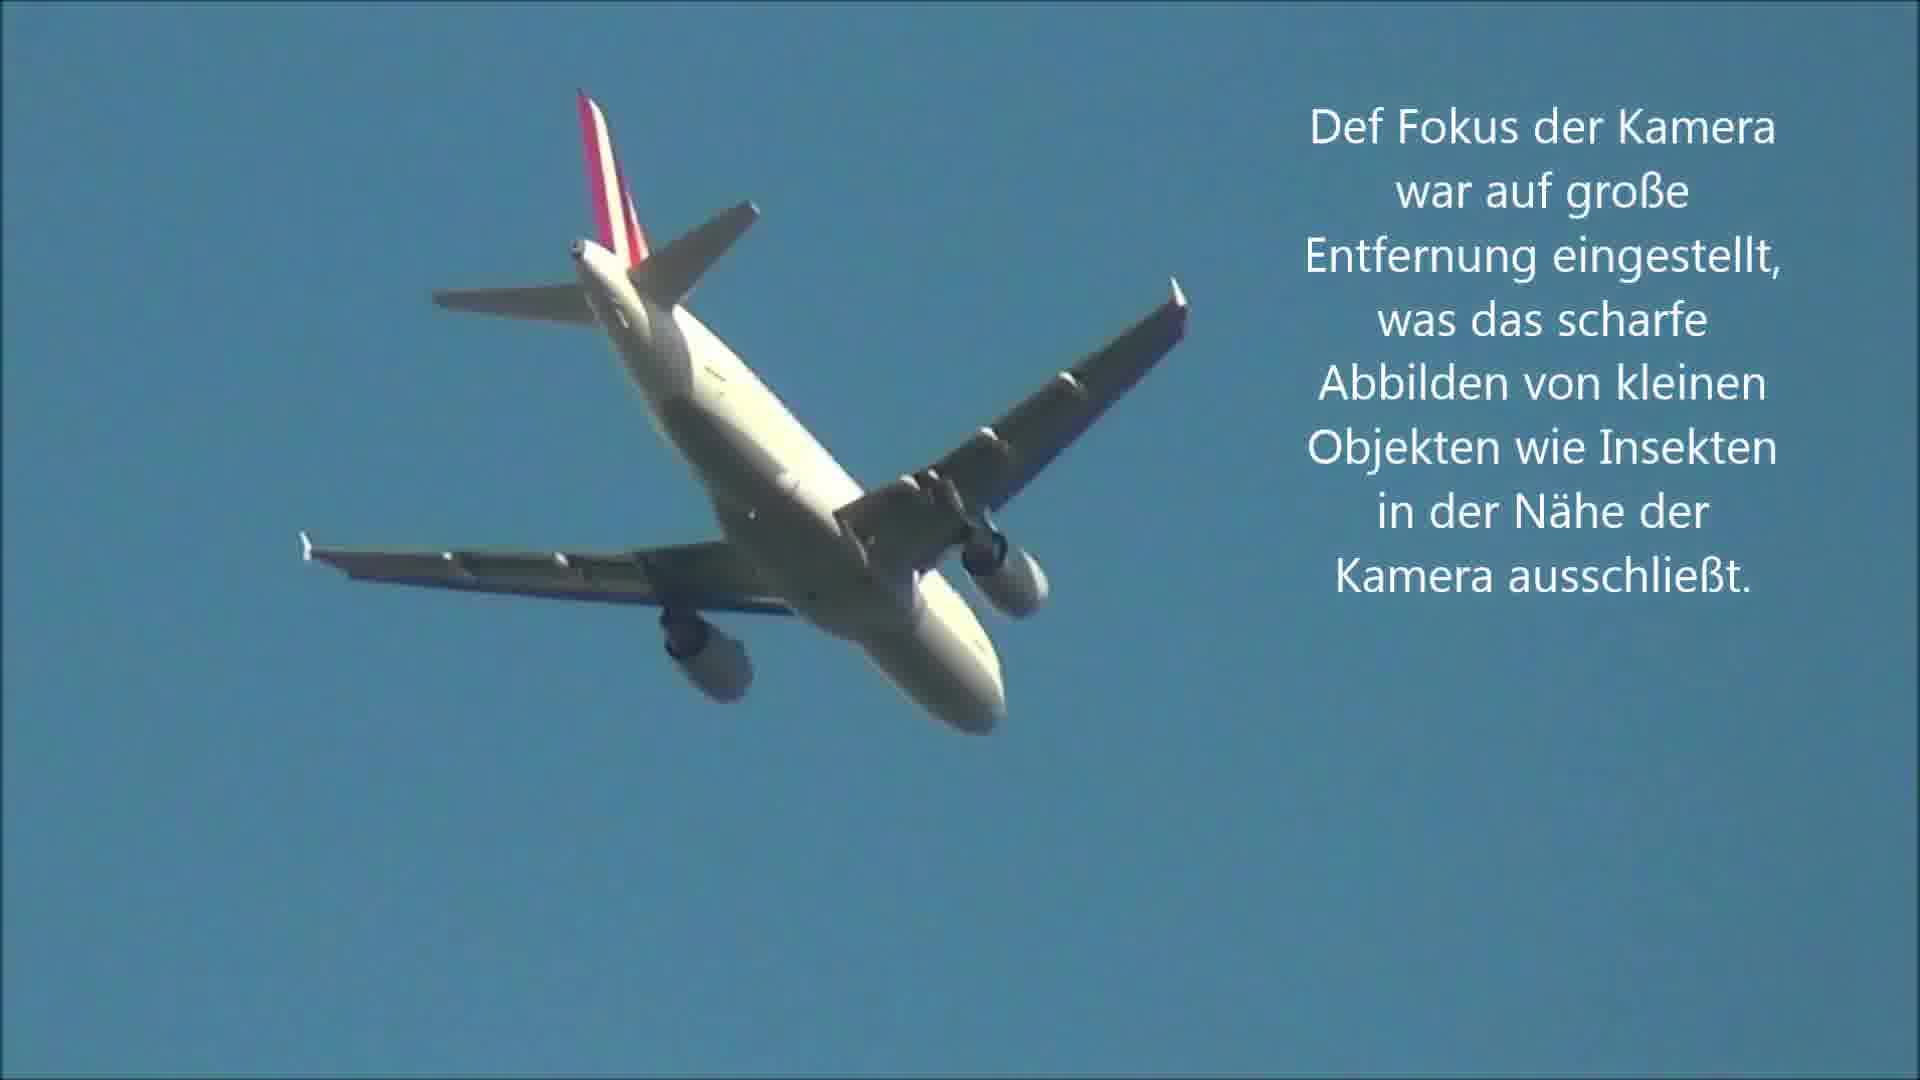 Def Fokus der Kamera
war auf große
Entfernung eingestellt,
was das scharfe
Abbilden von kleinen
Objekten wie Insekten
in der Nähe der
Kamera ausschließt.